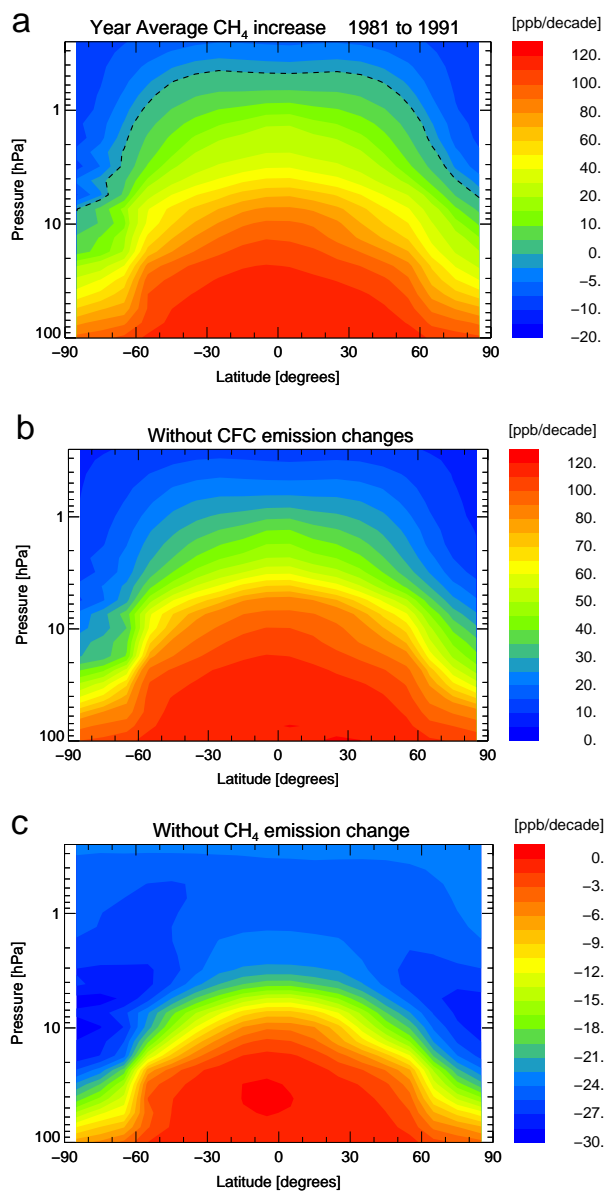 a
Year Average CH₄ increase 1981 to 1991
[ppb/decade]
Pressure [hPa]
1
10
100
−90 −60 −30 0 30 60 90
Latitude [degrees]
120.
100.
80.
60.
40.
20.
0.
−5.
−10.
−15.
−20.
b
Without CFC emission changes
[ppb/decade]
Pressure [hPa]
1
10
100
−90 −60 −30 0 30 60 90
Latitude [degrees]
120.
100.
80.
70.
60.
50.
40.
30.
20.
10.
0.
c
Without CH₄ emission change
[ppb/decade]
Pressure [hPa]
1
10
100
−90 −60 −30 0 30 60 90
Latitude [degrees]
0.
−3.
−6.
−9.
−12.
−15.
−18.
−21.
−24.
−27.
−30.